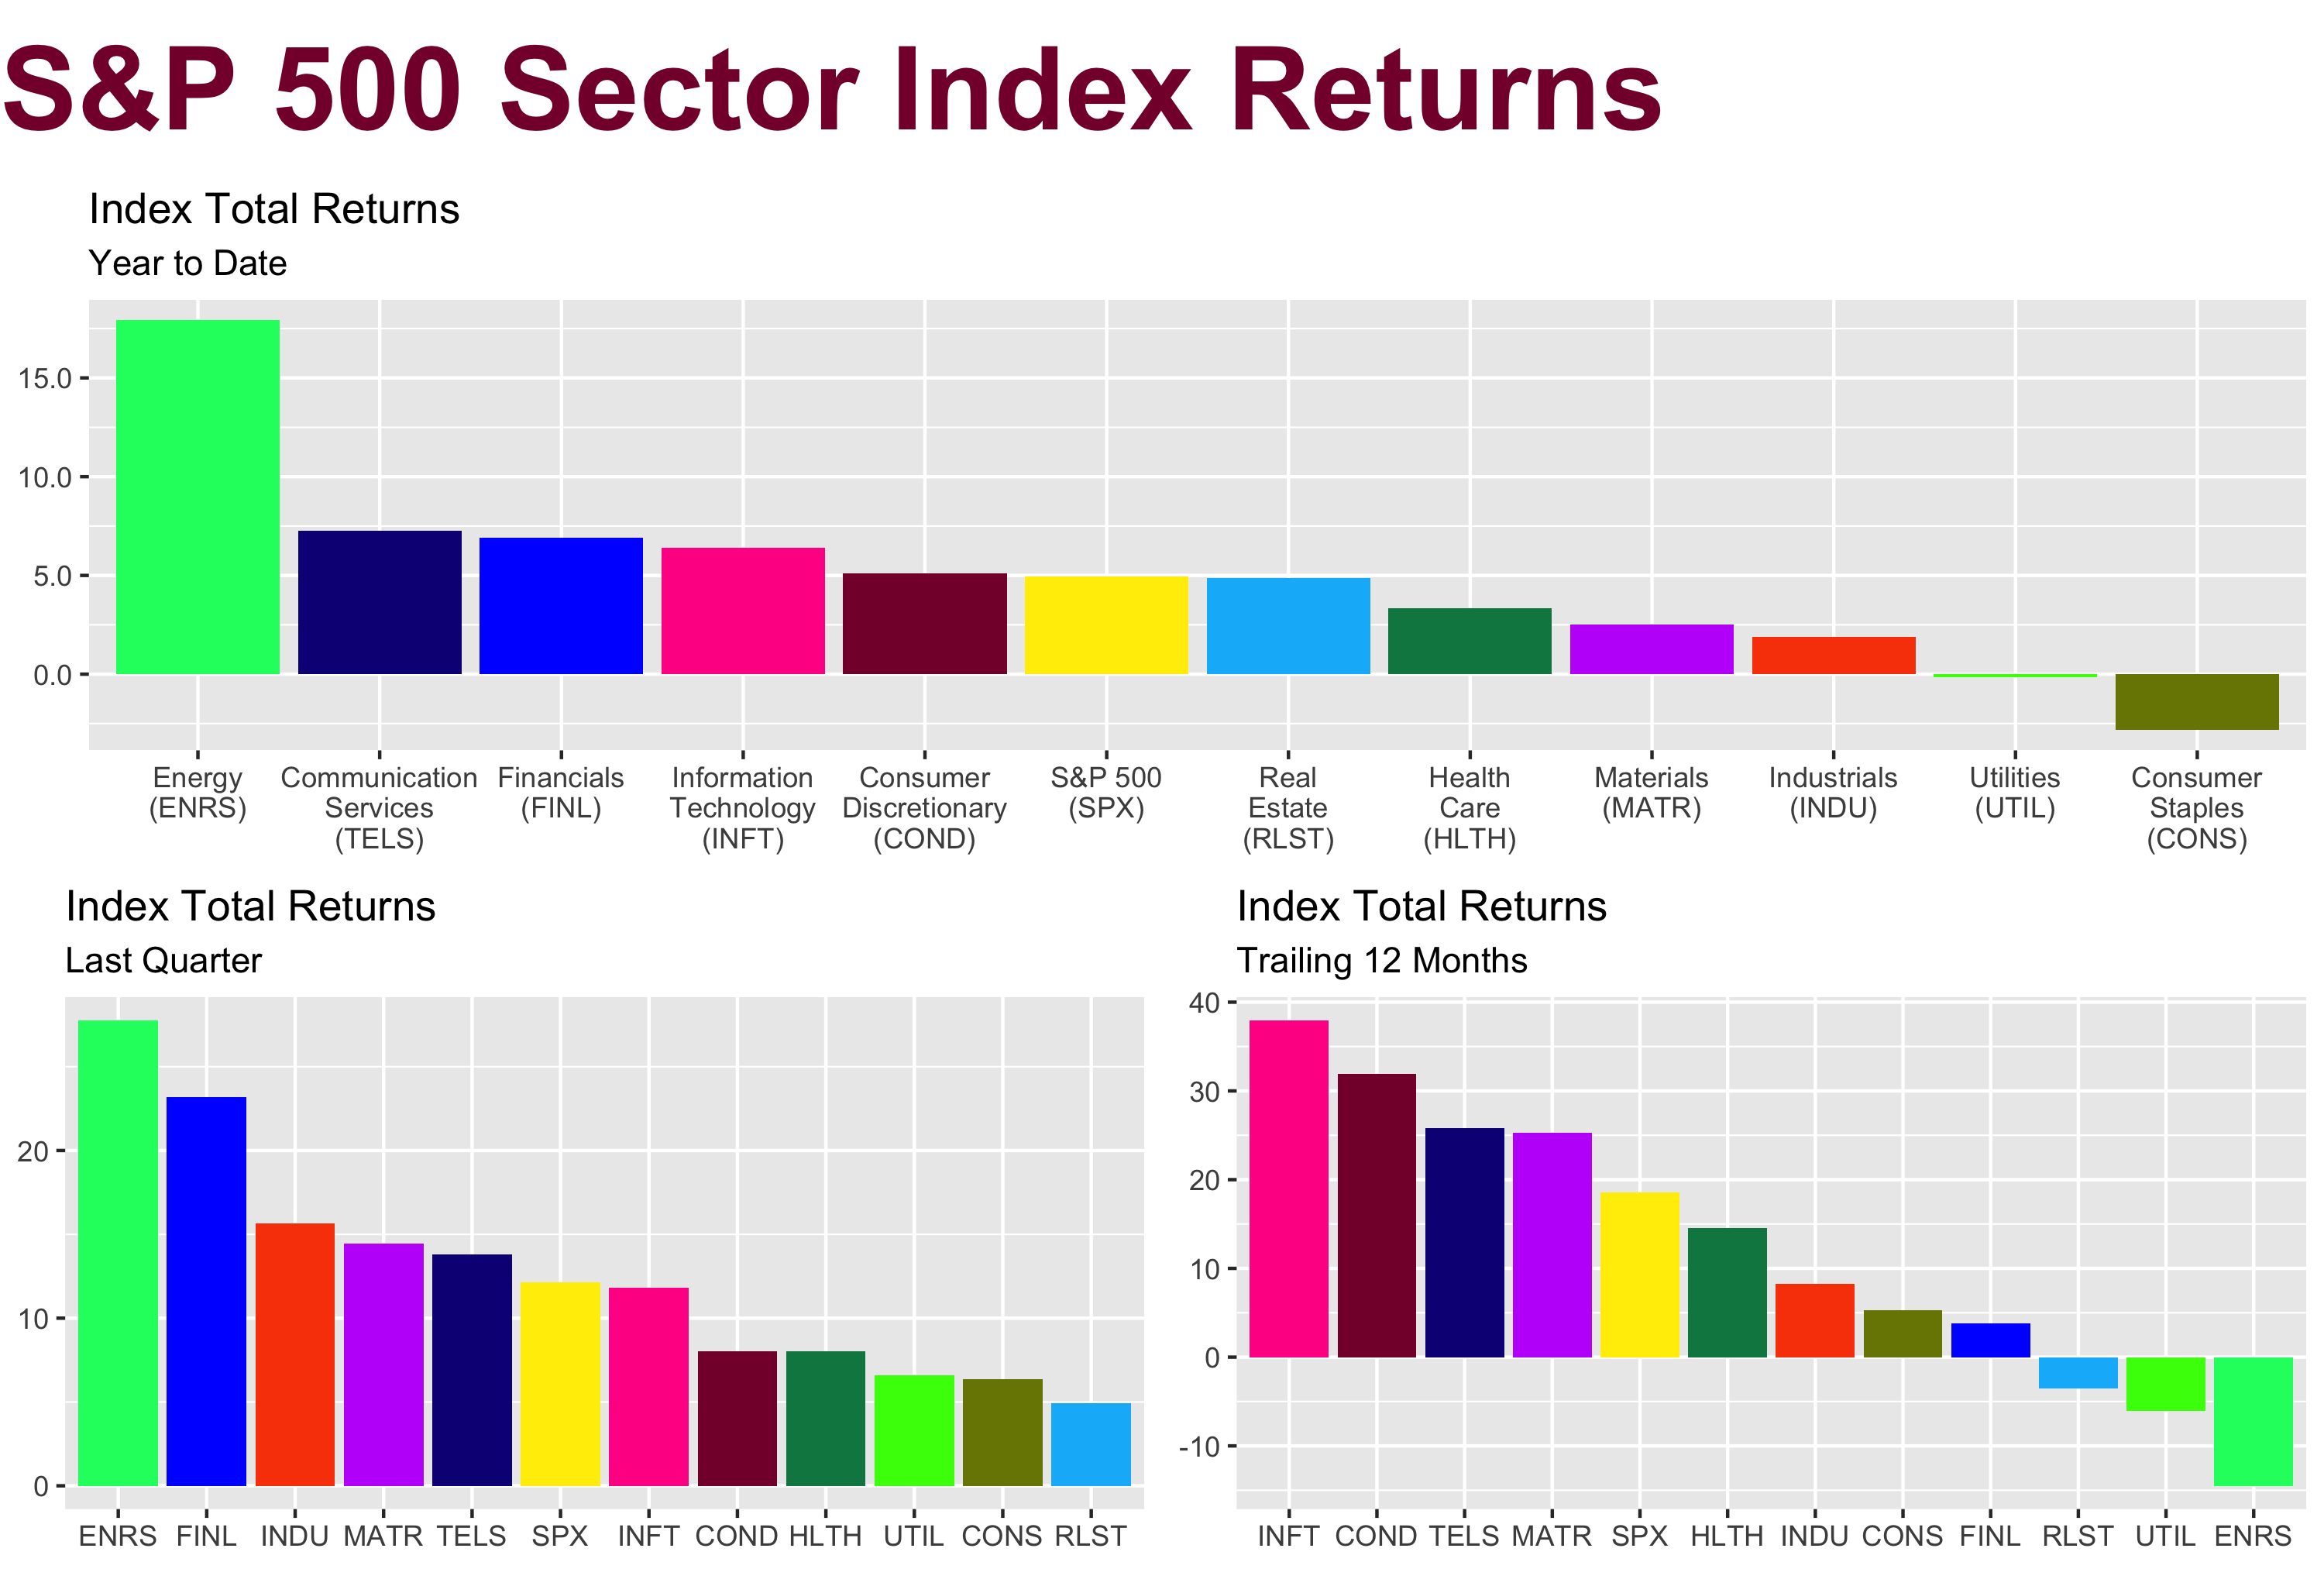 S&P 500 Sector Index Returns
Index Total Returns
Year to Date
15.0
10.0
5.0
0.0
Energy
(ENRS)
Communication
Services
(TELS)
Financials
(FINL)
Information
Technology
(INFT)
Consumer
Discretionary
(COND)
S&P 500
(SPX)
Real
Estate
(RLST)
Health
Care
(HLTH)
Materials
(MATR)
Industrials
(INDU)
Utilities
(UTIL)
Consumer
Staples
(CONS)
Index Total Returns
Last Quarter
20
10
0
ENRS FINL INDU MATR TELS SPX INFT COND HLTH UTIL CONS RLST
Index Total Returns
Trailing 12 Months
40
30
20
10
0
-10
INFT COND TELS MATR SPX HLTH INDU CONS FINL RLST UTIL ENRS